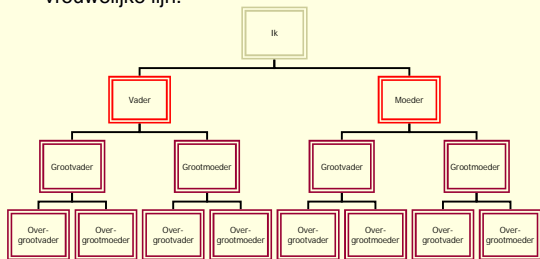 vrouwelijke lijn.
Ik
Vader
Moeder
Grootvader
Grootmoeder
Grootvader
Grootmoeder
Over-
grootvader
Over-
grootmoeder
Over-
grootvader
Over-
grootmoeder
Over-
grootvader
Over-
grootmoeder
Over-
grootvader
Over-
grootmoeder